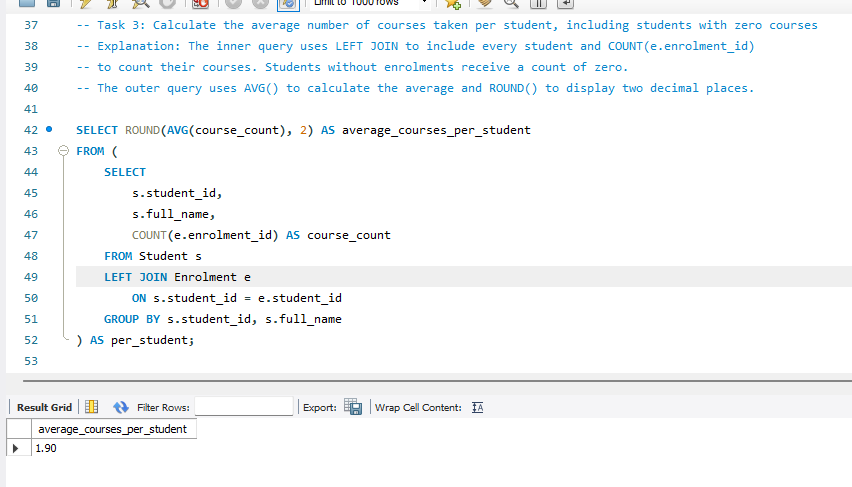 Limit to 1000 rows
37 -- Task 3: Calculate the average number of courses taken per student, including students with zero courses
38 -- Explanation: The inner query uses LEFT JOIN to include every student and COUNT(e.enrolment_id)
39 -- to count their courses. Students without enrolments receive a count of zero.
40 -- The outer query uses AVG() to calculate the average and ROUND() to display two decimal places.
41
42 SELECT ROUND(AVG(course_count), 2) AS average_courses_per_student
43 FROM (
44 SELECT
45 s.student_id,
46 s.full_name,
47 COUNT(e.enrolment_id) AS course_count
48 FROM Student s
49 LEFT JOIN Enrolment e
50 ON s.student_id = e.student_id
51 GROUP BY s.student_id, s.full_name
52 ) AS per_student;
53
Result Grid Filter Rows: Export: Wrap Cell Content: IA
average_courses_per_student
1.90